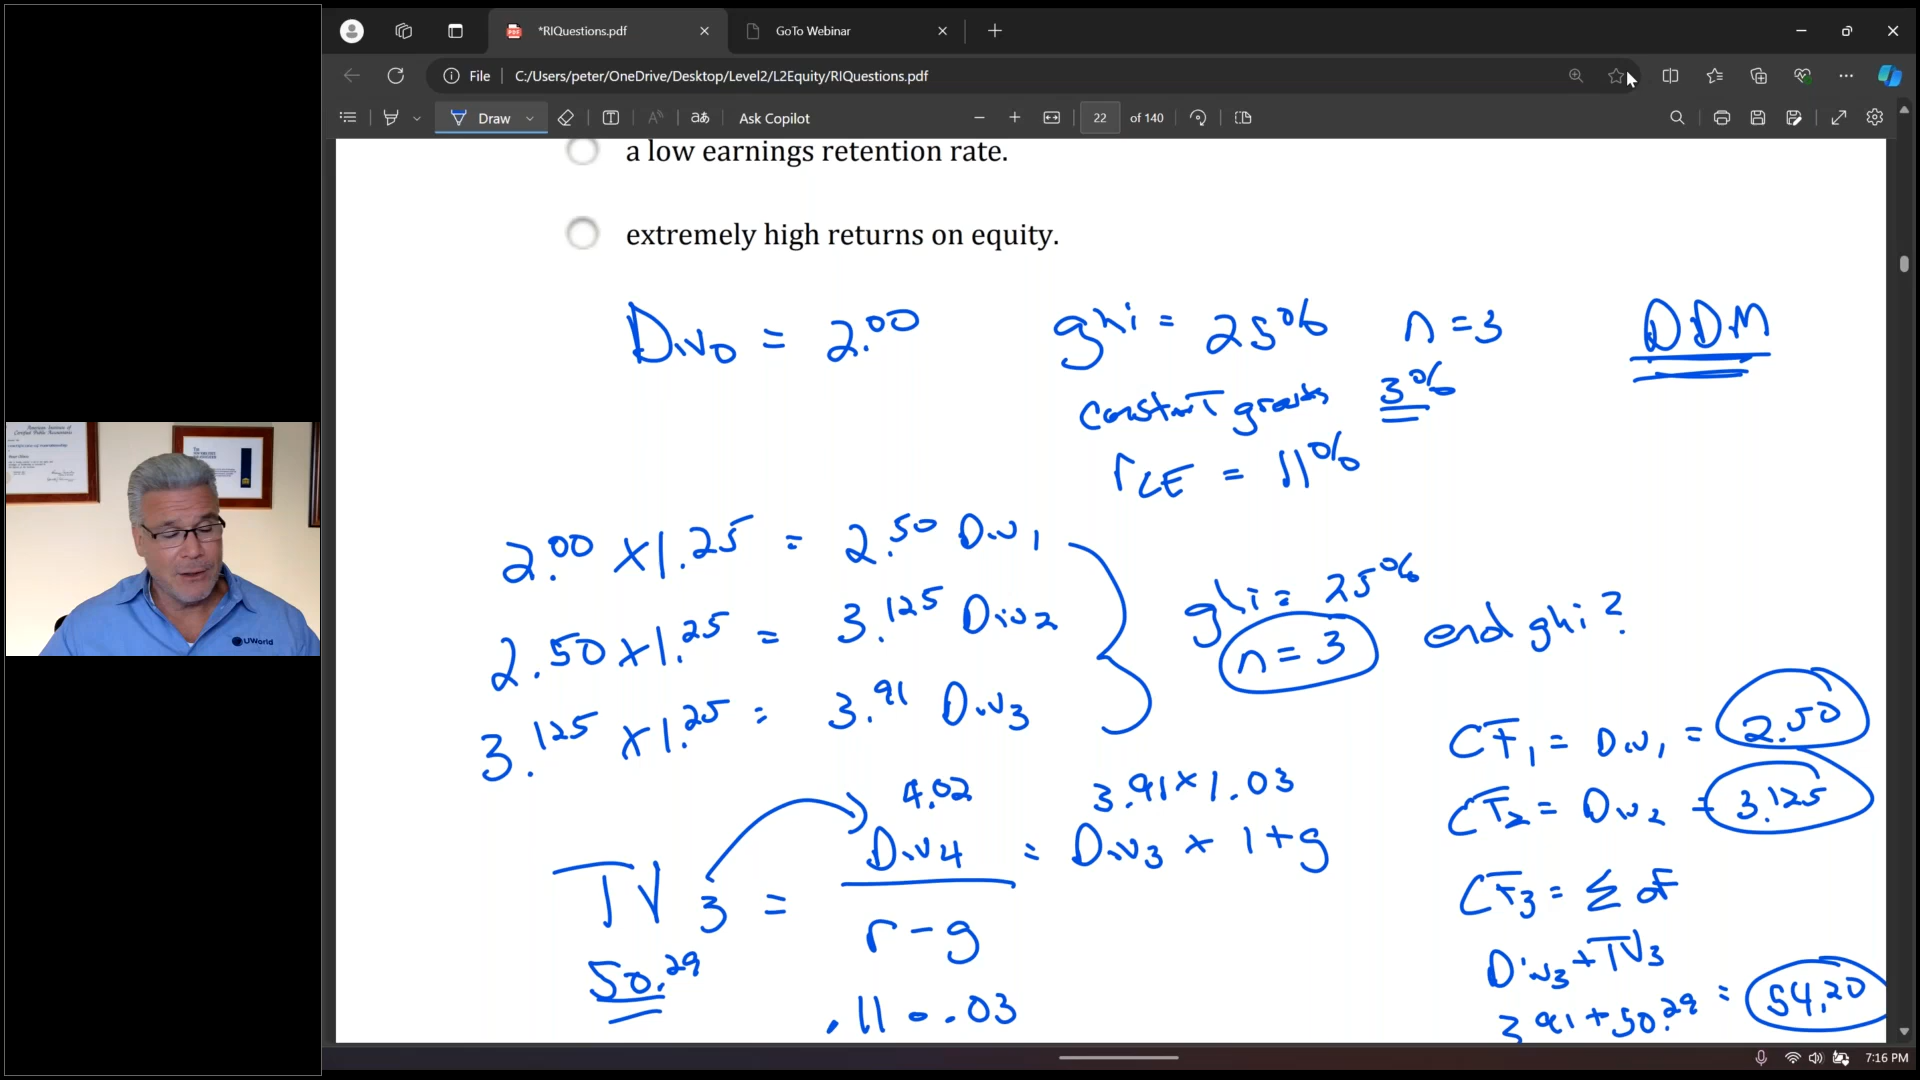 *RIQuestions.pdf
GoTo Webinar
File
C:/Users/peter/OneDrive/Desktop/Level2/L2Equity/RIQuestions.pdf
Draw
aあ
Ask Copilot
22 of 140
a low earnings retention rate.
extremely high returns on equity.
Div0 = 2.00
ghi = 25% n = 3
DDM
constant growth 3%
rCE = 11%
2.00 x 1.25 = 2.50 Div1
2.50 x 1.25 = 3.125 Div2
3.125 x 1.25 = 3.91 Div3
ghi = 25%
n = 3
end ghi?
CF1 = Div1 = 2.50
CF2 = Div2 = 3.125
CF3 = Σ of
Div3 + TV3
3.91 + 50.29 = 54.20
4.02
3.91 x 1.03
TV3 = Div4 = Div3 x 1+g
r - g
50.29
.11 - .03
UWorld
7:16 PM